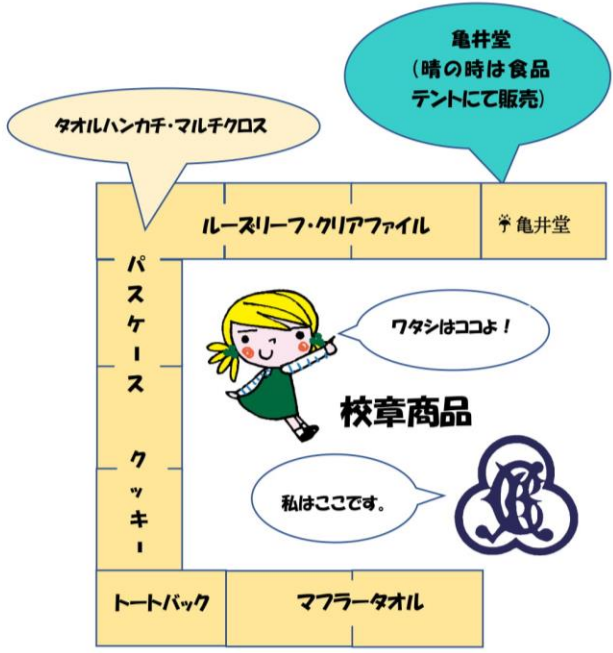 亀井堂
(晴の時は食品
テントにて販売)
タオルハンカチ・マルチクロス
ルーズリーフ・クリアファイル
☔亀井堂
パスケース
クッキー
ワタシはココよ！
校章商品
私はここです。
トートバック
マフラータオル